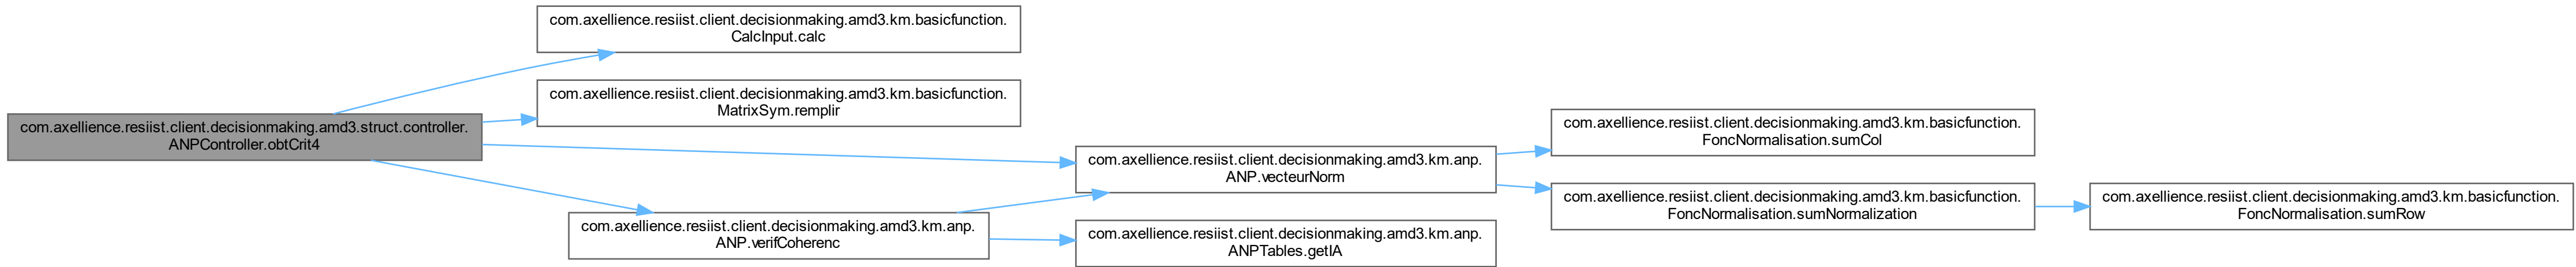 com.axellience.resiist.client.decisionmaking.amd3.struct.controller.
ANPController.obtCrit4
com.axellience.resiist.client.decisionmaking.amd3.km.basicfunction.
CalcInput.calc
com.axellience.resiist.client.decisionmaking.amd3.km.basicfunction.
MatrixSym.remplir
com.axellience.resiist.client.decisionmaking.amd3.km.anp.
ANP.verifCoherenc
com.axellience.resiist.client.decisionmaking.amd3.km.anp.
ANP.vecteurNorm
com.axellience.resiist.client.decisionmaking.amd3.km.anp.
ANPTables.getIA
com.axellience.resiist.client.decisionmaking.amd3.km.basicfunction.
FoncNormalisation.sumCol
com.axellience.resiist.client.decisionmaking.amd3.km.basicfunction.
FoncNormalisation.sumNormalization
com.axellience.resiist.client.decisionmaking.amd3.km.basicfunction.
FoncNormalisation.sumRow